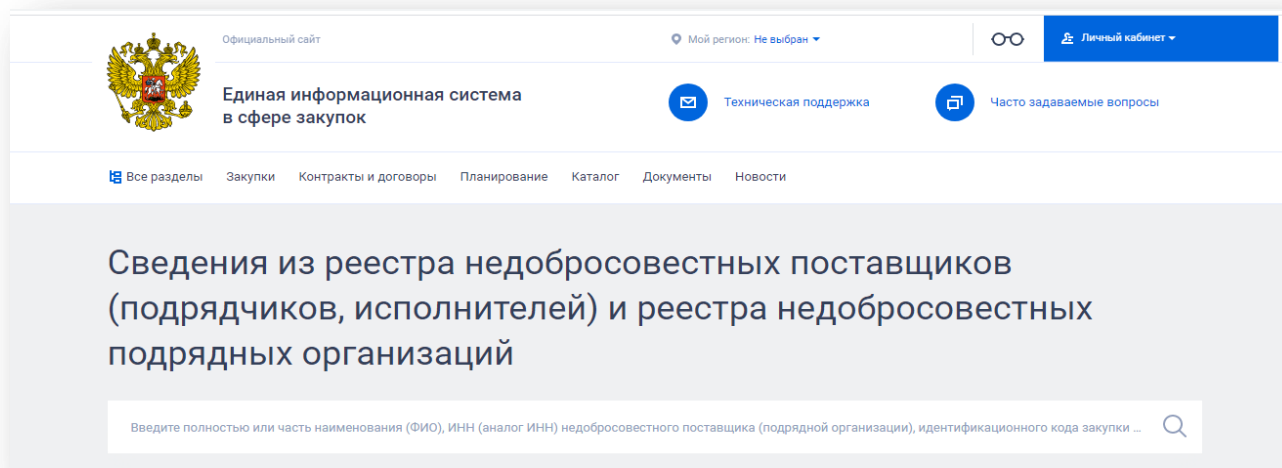 Официальный сайт
Мой регион: Не выбран
Личный кабинет
Единая информационная система
в сфере закупок
Техническая поддержка
Часто задаваемые вопросы
Все разделы Закупки Контракты и договоры Планирование Каталог Документы Новости
Сведения из реестра недобросовестных поставщиков
(подрядчиков, исполнителей) и реестра недобросовестных
подрядных организаций
Введите полностью или часть наименования (ФИО), ИНН (аналог ИНН) недобросовестного поставщика (подрядной организации), идентификационного кода закупки ...